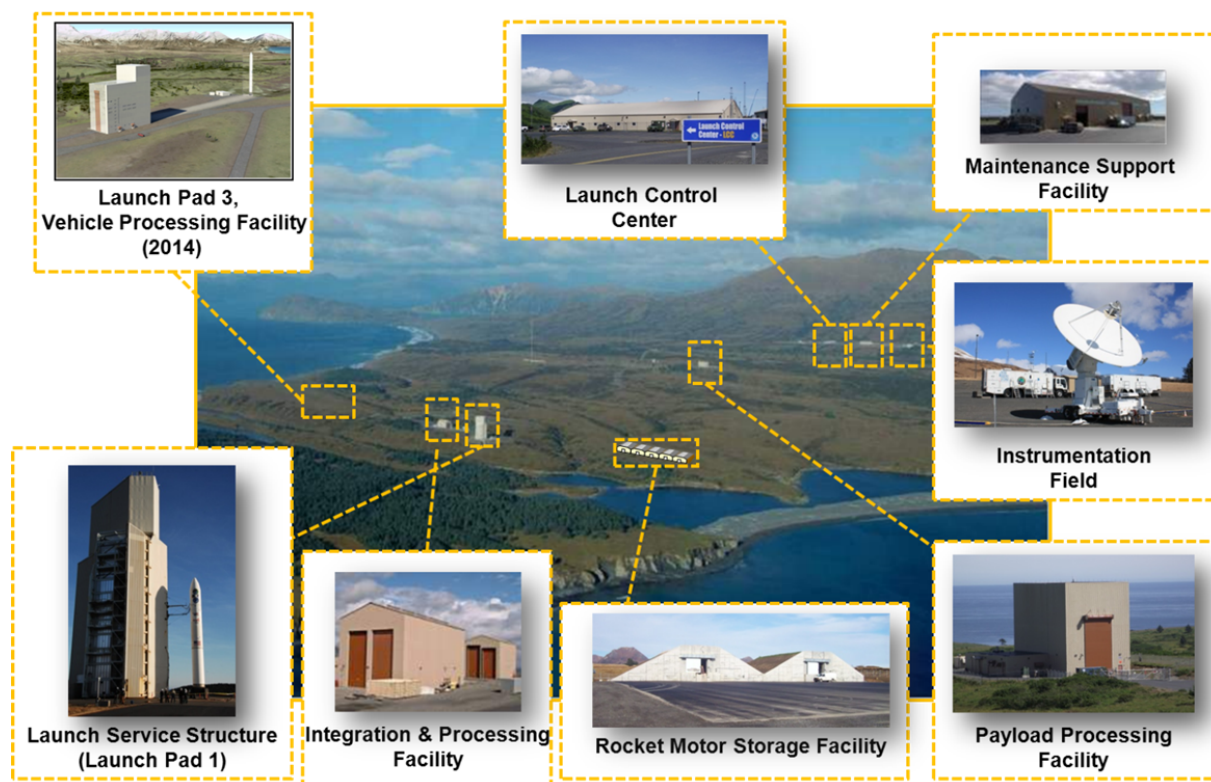 Launch Pad 3,
Vehicle Processing Facility
(2014)
Launch Control
Center - LCC
Launch Control
Center
Maintenance Support
Facility
Instrumentation
Field
Launch Service Structure
(Launch Pad 1)
Integration & Processing
Facility
Rocket Motor Storage Facility
Payload Processing
Facility